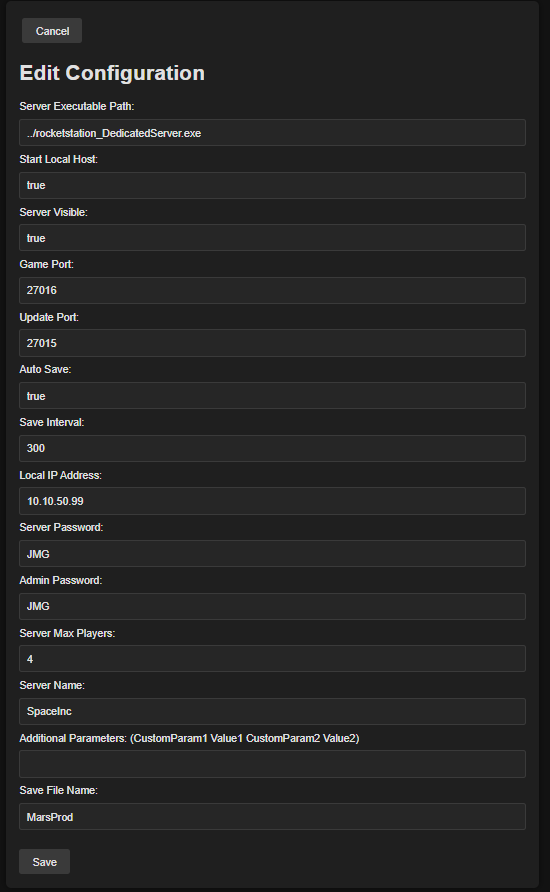 Cancel
Edit Configuration
Server Executable Path:
../rocketstation_DedicatedServer.exe
Start Local Host:
true
Server Visible:
true
Game Port:
27016
Update Port:
27015
Auto Save:
true
Save Interval:
300
Local IP Address:
10.10.50.99
Server Password:
JMG
Admin Password:
JMG
Server Max Players:
4
Server Name:
SpaceInc
Additional Parameters: (CustomParam1 Value1 CustomParam2 Value2)
Save File Name:
MarsProd
Save